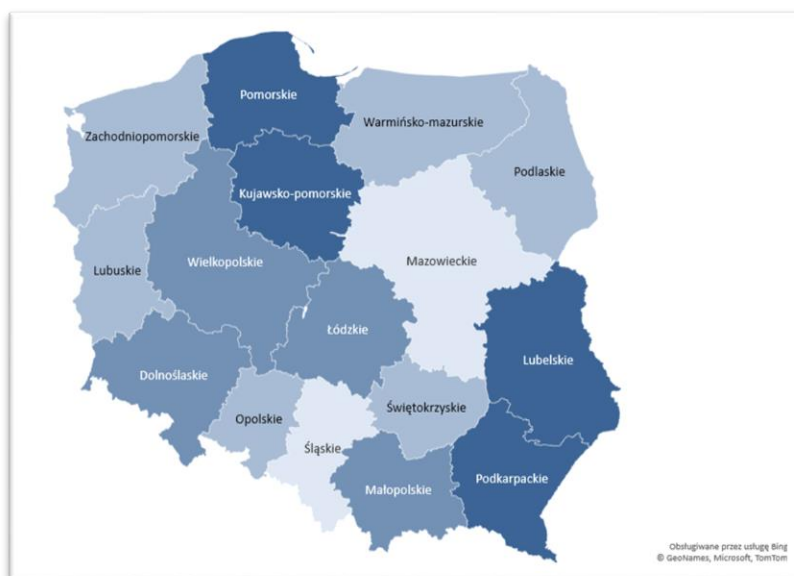 Pomorskie
Warmińsko-mazurskie
Zachodniopomorskie
Podlaskie
Kujawsko-pomorskie
Mazowieckie
Wielkopolskie
Lubuskie
Łódzkie
Lubelskie
Dolnoślaskie
Świętokrzyskie
Opolskie
Śląskie
Podkarpackie
Małopolskie
Obsługiwane przez usługę Bing
© GeoNames, Microsoft, TomTom